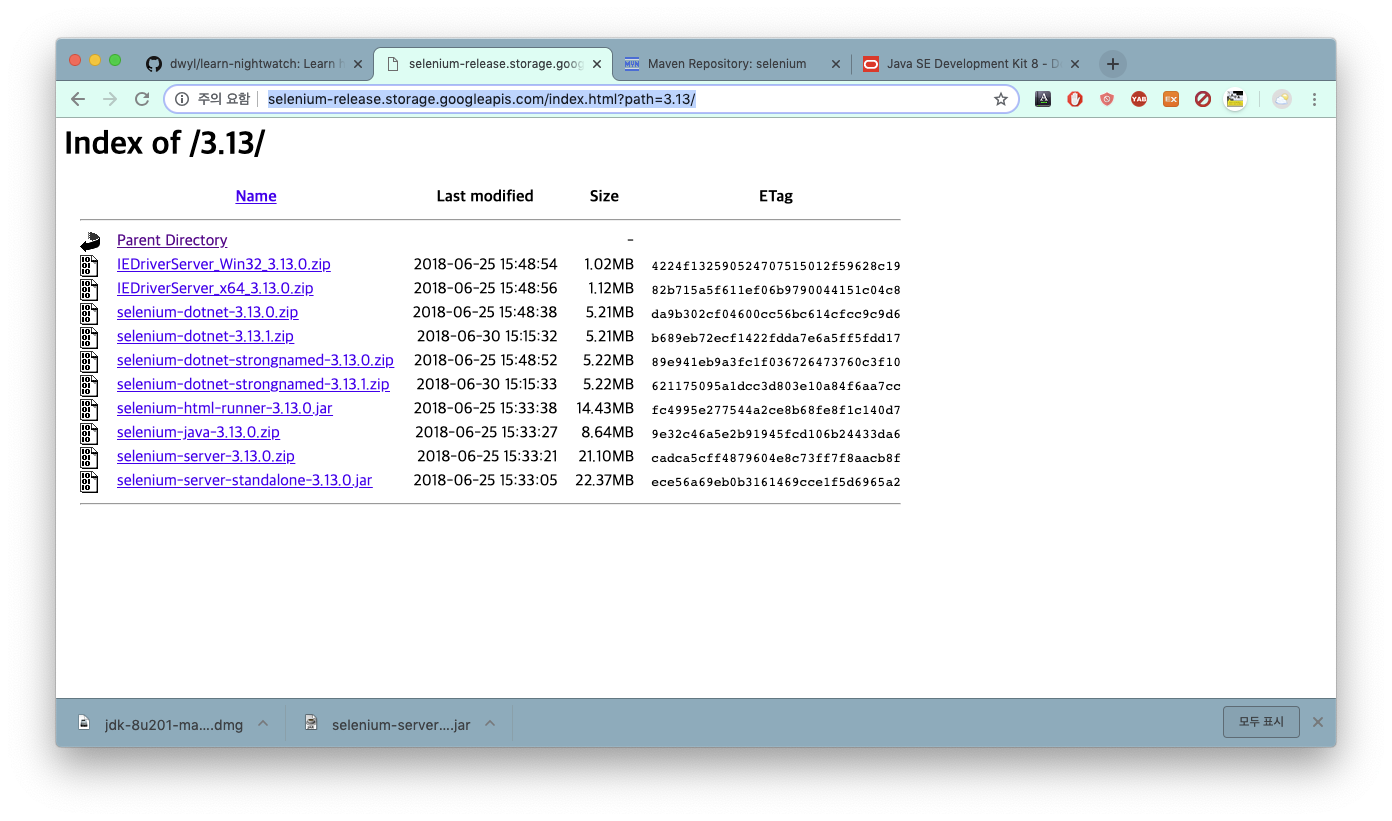 dwyl/learn-nightwatch: Learn h
selenium-release.storage.goog
MVN Maven Repository: selenium
Java SE Development Kit 8 - D
주의 요함 selenium-release.storage.googleapis.com/index.html?path=3.13/
A YAB EX
Index of /3.13/
Name Last modified Size ETag
Parent Directory -
IEDriverServer_Win32_3.13.0.zip 2018-06-25 15:48:54 1.02MB 4224f132590524707515012f59628c19
IEDriverServer_x64_3.13.0.zip 2018-06-25 15:48:56 1.12MB 82b715a5f611ef06b9790044151c04c8
selenium-dotnet-3.13.0.zip 2018-06-25 15:48:38 5.21MB da9b302cf04600cc56bc614cfcc9c9d6
selenium-dotnet-3.13.1.zip 2018-06-30 15:15:32 5.21MB b689eb72ecf1422fdda7e6a5ff5fdd17
selenium-dotnet-strongnamed-3.13.0.zip 2018-06-25 15:48:52 5.22MB 89e941eb9a3fc1f036726473760c3f10
selenium-dotnet-strongnamed-3.13.1.zip 2018-06-30 15:15:33 5.22MB 621175095a1dcc3d803e10a84f6aa7cc
selenium-html-runner-3.13.0.jar 2018-06-25 15:33:38 14.43MB fc4995e277544a2ce8b68fe8f1c140d7
selenium-java-3.13.0.zip 2018-06-25 15:33:27 8.64MB 9e32c46a5e2b91945fcd106b24433da6
selenium-server-3.13.0.zip 2018-06-25 15:33:21 21.10MB cadca5cff4879604e8c73ff7f8aacb8f
selenium-server-standalone-3.13.0.jar 2018-06-25 15:33:05 22.37MB ece56a69eb0b3161469cce1f5d6965a2
jdk-8u201-ma....dmg
selenium-server....jar
모두 표시